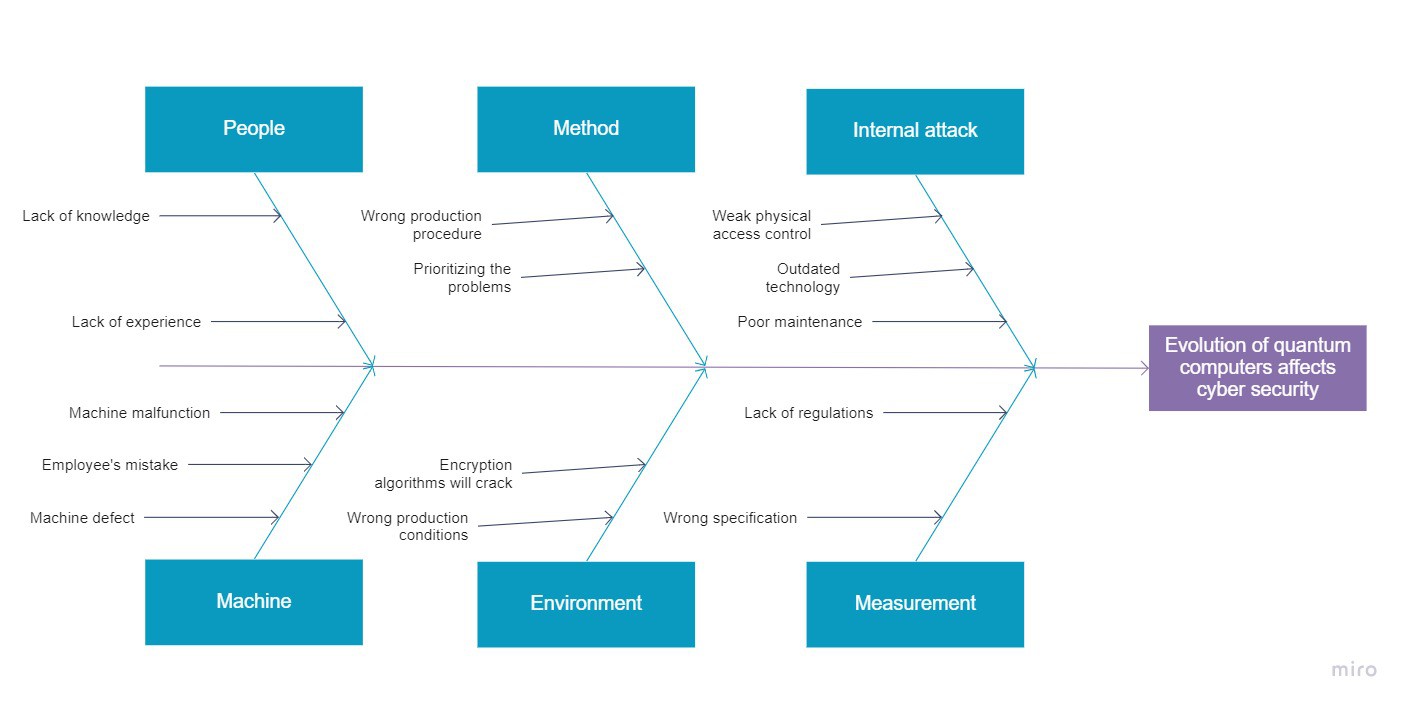 People
Method
Internal attack
Lack of knowledge
Lack of experience
Wrong production
procedure
Prioritizing the
problems
Weak physical
access control
Outdated
technology
Poor maintenance
Evolution of quantum
computers affects
cyber security
Machine malfunction
Employee's mistake
Machine defect
Encryption
algorithms will crack
Wrong production
conditions
Lack of regulations
Wrong specification
Machine
Environment
Measurement
miro